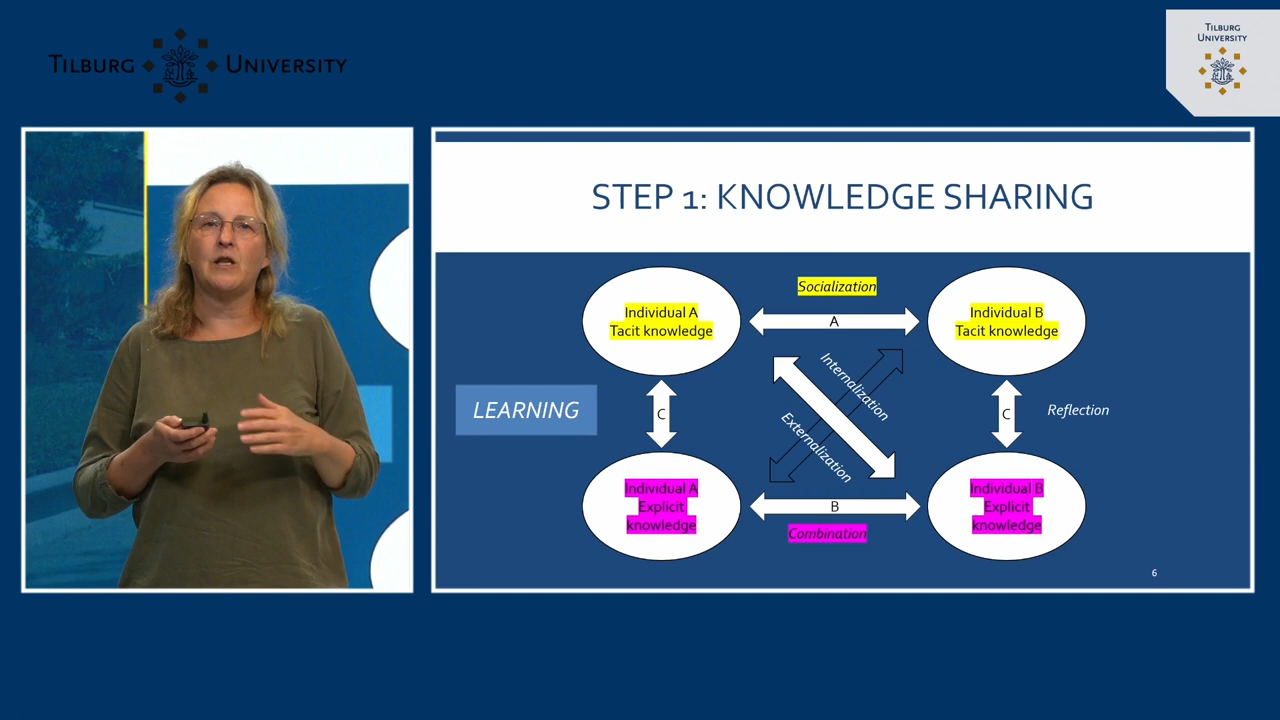 TILBURG UNIVERSITY
TILBURG
UNIVERSITY
STEP 1: KNOWLEDGE SHARING
Socialization
Individual A
Tacit knowledge
A
Individual B
Tacit knowledge
Internalization
Externalization
LEARNING
C
C
Reflection
Individual A
Explicit
knowledge
B
Combination
Individual B
Explicit
knowledge
6